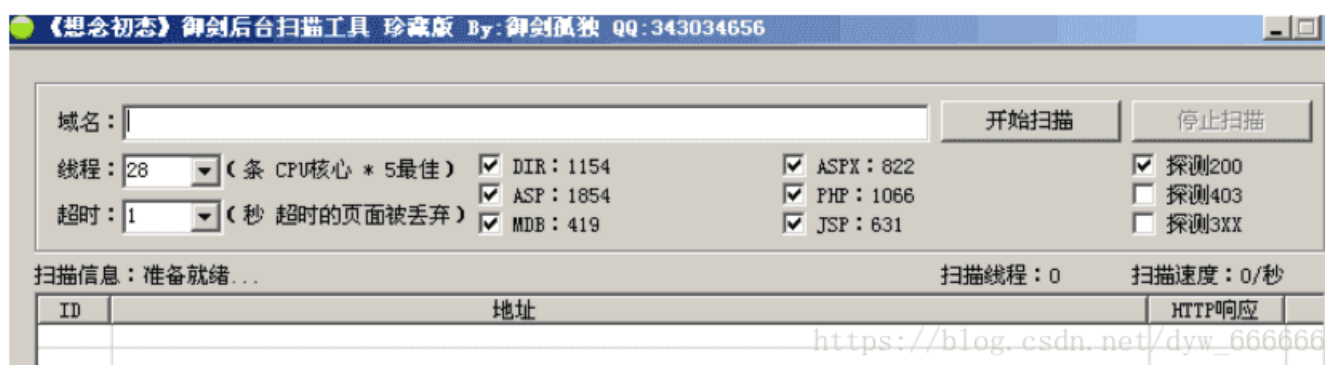 《想念初恋》御剑后台扫描工具 珍藏版 By:御剑孤独 QQ:343034656
域名： 开始扫描 停止扫描
线程：28 (条 CPU核心 * 5最佳) DIR：1154 ASPX：822 探测200
ASP：1854 PHP：1066 探测403
超时：1 (秒 超时的页面被丢弃) MDB：419 JSP：631 探测3XX
扫描信息：准备就绪... 扫描线程：0 扫描速度：0/秒
ID 地址 HTTP响应
https://blog.csdn.net/dyw_666666